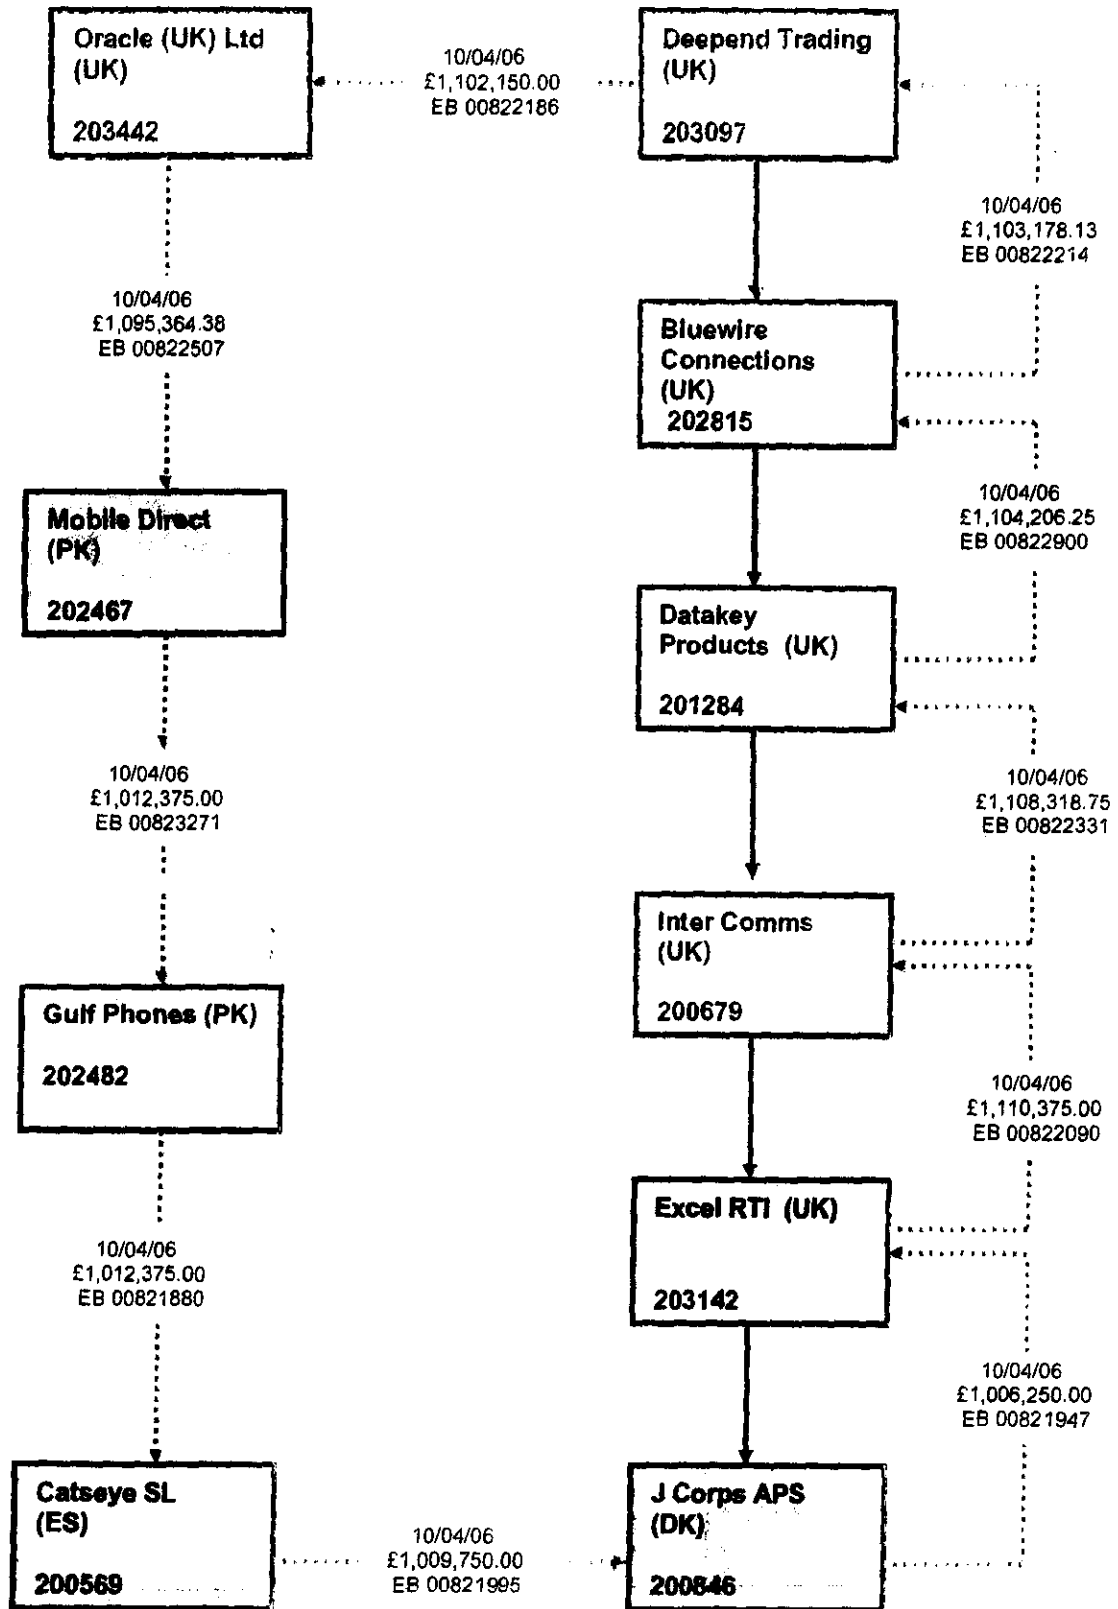 Oracle (UK) Ltd
(UK)
203442
10/04/06
£1,102,150.00
EB 00822186
Deepend Trading
(UK)
203097
10/04/06
£1,103,178.13
EB 00822214
10/04/06
£1,095,364.38
EB 00822507
Bluewire
Connections
(UK)
202815
10/04/06
£1,104,206.25
EB 00822900
Mobile Direct
(PK)
202467
Datakey
Products (UK)
201284
10/04/06
£1,012,375.00
EB 00823271
10/04/06
£1,108,318.75
EB 00822331
Inter Comms
(UK)
200679
Gulf Phones (PK)
202482
10/04/06
£1,110,375.00
EB 00822090
Excel RTI (UK)
203142
10/04/06
£1,012,375.00
EB 00821880
10/04/06
£1,006,250.00
EB 00821947
Catseye SL
(ES)
200569
10/04/06
£1,009,750.00
EB 00821995
J Corps APS
(DK)
200846